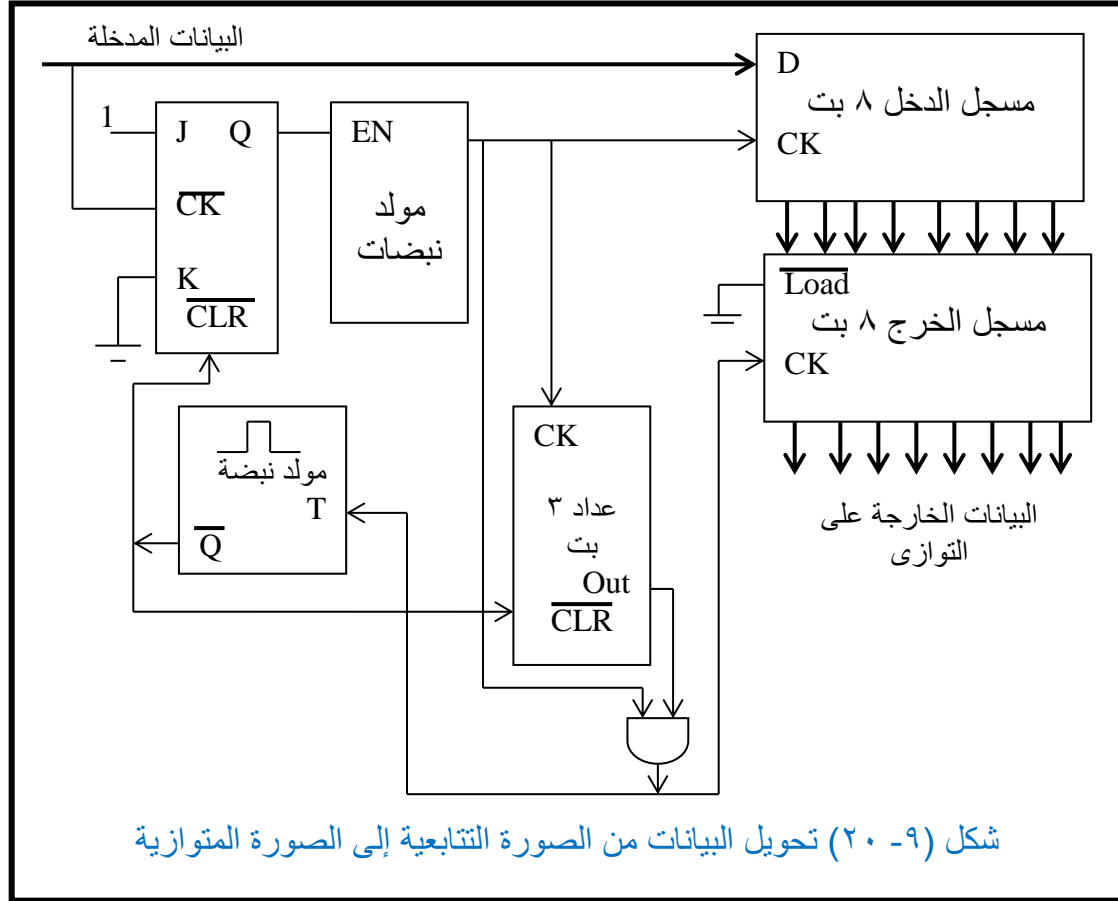 البيانات المدخلة
D
مسجل الدخل ٨ بت
CK
1
J Q
CK
K
CLR
EN
مولد
نبضات
Load
مسجل الخرج ٨ بت
CK
مولد نبضة
T
Q
CK
عداد ٣
بت
Out
CLR
البيانات الخارجة على
التوازى
شكل (٩- ٢٠) تحويل البيانات من الصورة التتابعية إلى الصورة المتوازية